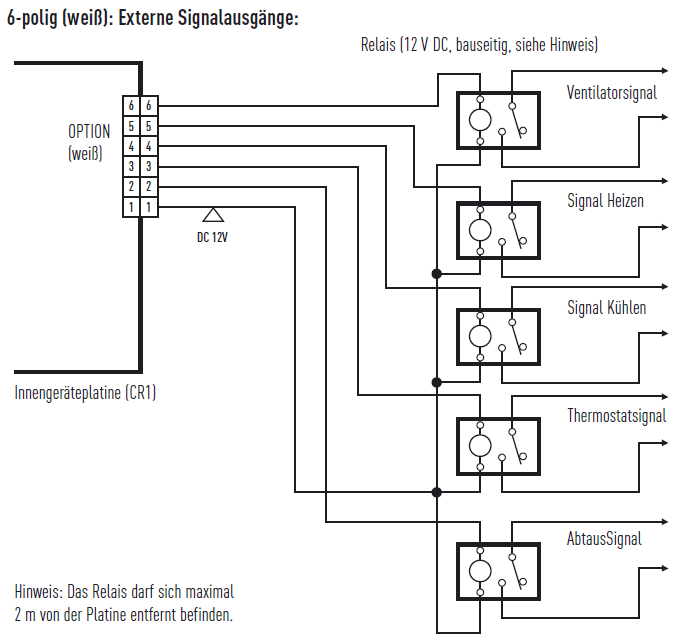 6-polig (weiß): Externe Signalausgänge:
Relais (12 V DC, bauseitig, siehe Hinweis)
OPTION
(weiß)
6 6
5 5
4 4
3 3
2 2
1 1
DC 12V
Ventilatorsignal
Signal Heizen
Signal Kühlen
Thermostatsignal
AbtausSignal
Innengeräteplatine (CR1)
Hinweis: Das Relais darf sich maximal
2 m von der Platine entfernt befinden.